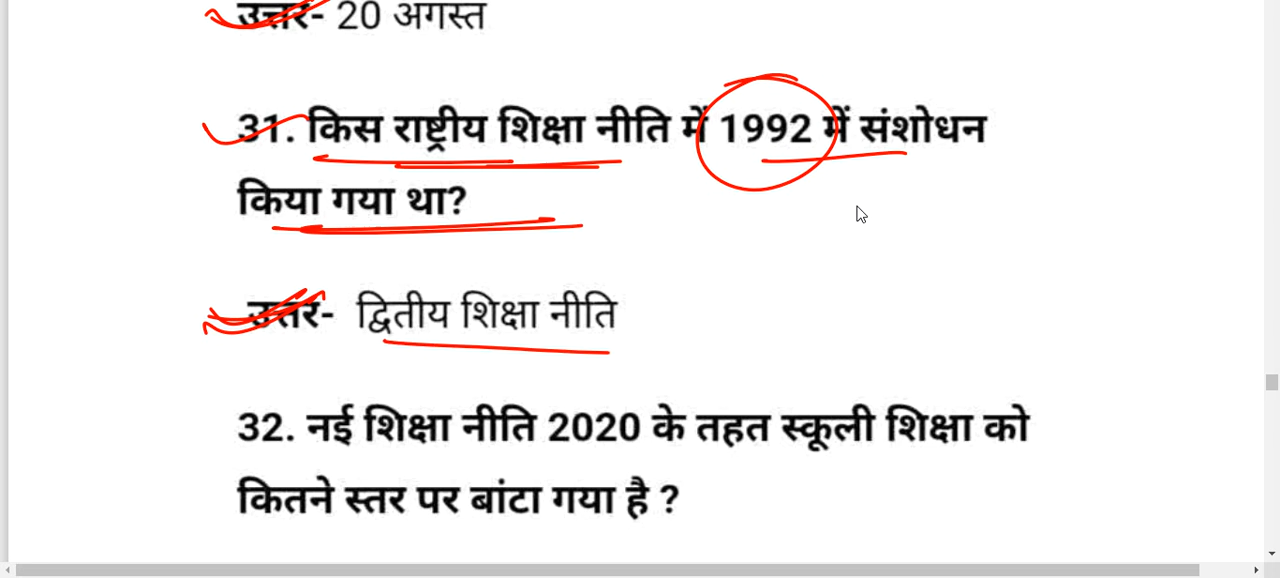 उत्तर- 20 अगस्त
31. किस राष्ट्रीय शिक्षा नीति में 1992 में संशोधन
किया गया था?
उत्तर- द्वितीय शिक्षा नीति
32. नई शिक्षा नीति 2020 के तहत स्कूली शिक्षा को
कितने स्तर पर बांटा गया है ?